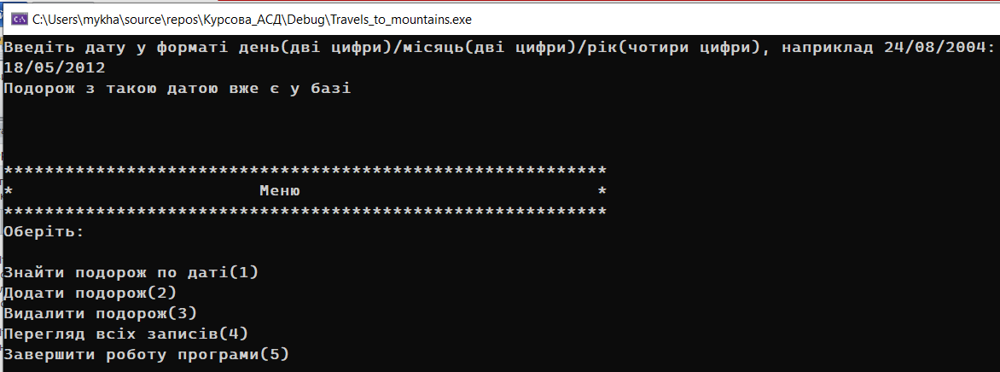 C:\Users\mykha\source\repos\Курсова_АСД\Debug\Travels_to_mountains.exe
Введіть дату у форматі день(дві цифри)/місяць(дві цифри)/рік(чотири цифри), наприклад 24/08/2004:
18/05/2012
Подорож з такою датою вже є у базі
***********************************************************
* Меню *
***********************************************************
Оберіть:
Знайти подорож по даті(1)
Додати подорож(2)
Видалити подорож(3)
Перегляд всіх записів(4)
Завершити роботу програми(5)